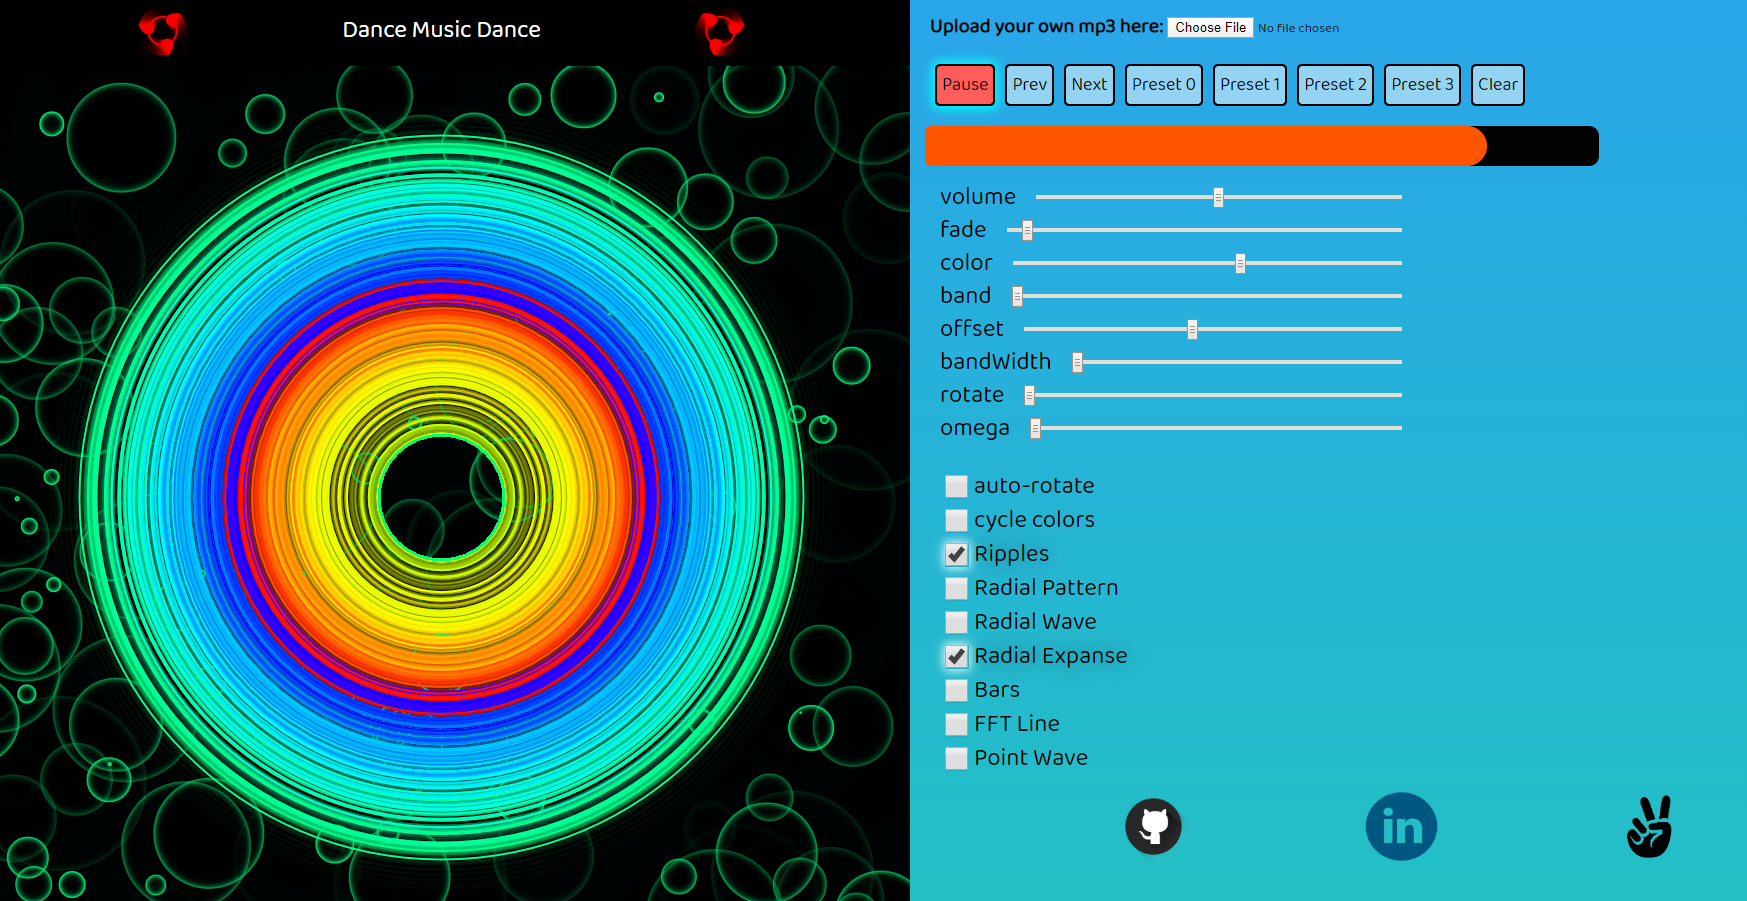 Dance Music Dance
Upload your own mp3 here: Choose File No file chosen
Pause Prev Next Preset 0 Preset 1 Preset 2 Preset 3 Clear
volume
fade
color
band
offset
bandWidth
rotate
omega
auto-rotate
cycle colors
Ripples
Radial Pattern
Radial Wave
Radial Expanse
Bars
FFT Line
Point Wave
in